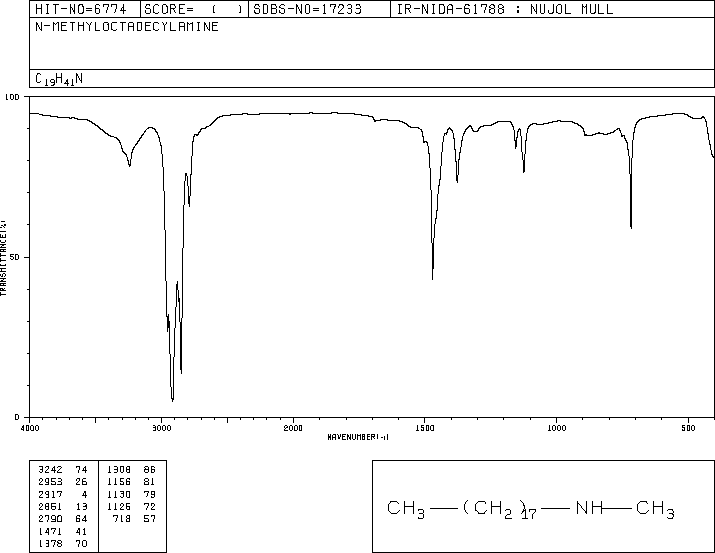 HIT-NO=6774 SCORE= ( ) SDBS-NO=17233 IR-NIDA-61788 : NUJOL MULL
N-METHYLOCTADECYLAMINE
C19H41N
100
50
0
TRANSMITTANCE(%)
4000 3000 2000 1500 1000 500
WAVENUMBER(-1)
3242 74 1308 86
2953 26 1156 81
2917 4 1130 79
2851 13 1126 72
2790 64 718 57
1471 41
1378 70
CH3—(CH2)17—NH—CH3